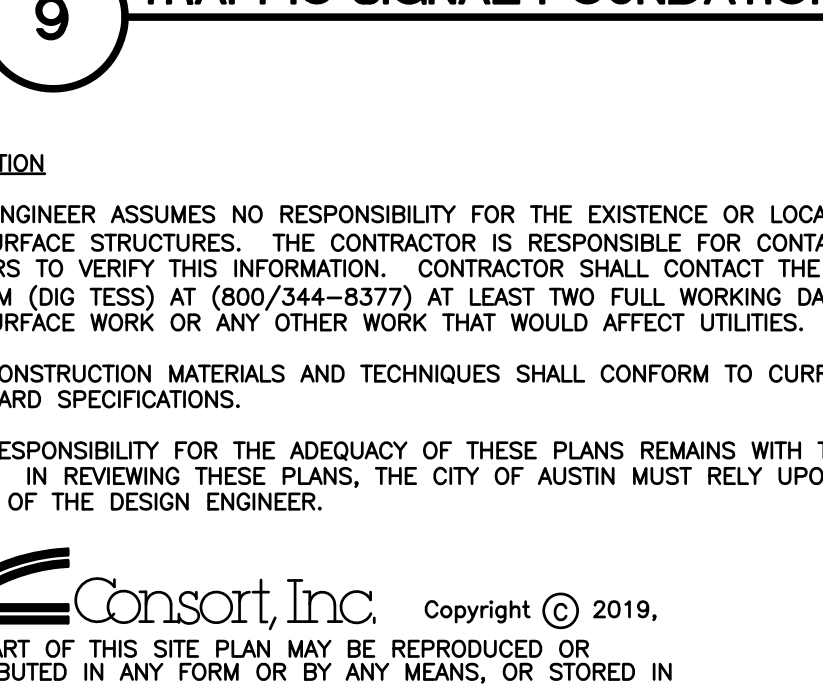 9 TRAFFIC SIGNAL FOUNDATION
TION
NGINEER ASSUMES NO RESPONSIBILITY FOR THE EXISTENCE OR LOCA
URFACE STRUCTURES. THE CONTRACTOR IS RESPONSIBLE FOR CONTA
RS TO VERIFY THIS INFORMATION. CONTRACTOR SHALL CONTACT THE
M (DIG TESS) AT (800/344-8377) AT LEAST TWO FULL WORKING DA
URFACE WORK OR ANY OTHER WORK THAT WOULD AFFECT UTILITIES.
ONSTRUCTION MATERIALS AND TECHNIQUES SHALL CONFORM TO CURR
ARD SPECIFICATIONS.
ESPONSIBILITY FOR THE ADEQUACY OF THESE PLANS REMAINS WITH T
IN REVIEWING THESE PLANS, THE CITY OF AUSTIN MUST RELY UPO
OF THE DESIGN ENGINEER.
Consort, Inc. Copyright © 2019,
ART OF THIS SITE PLAN MAY BE REPRODUCED OR
BUTED IN ANY FORM OR BY ANY MEANS, OR STORED IN